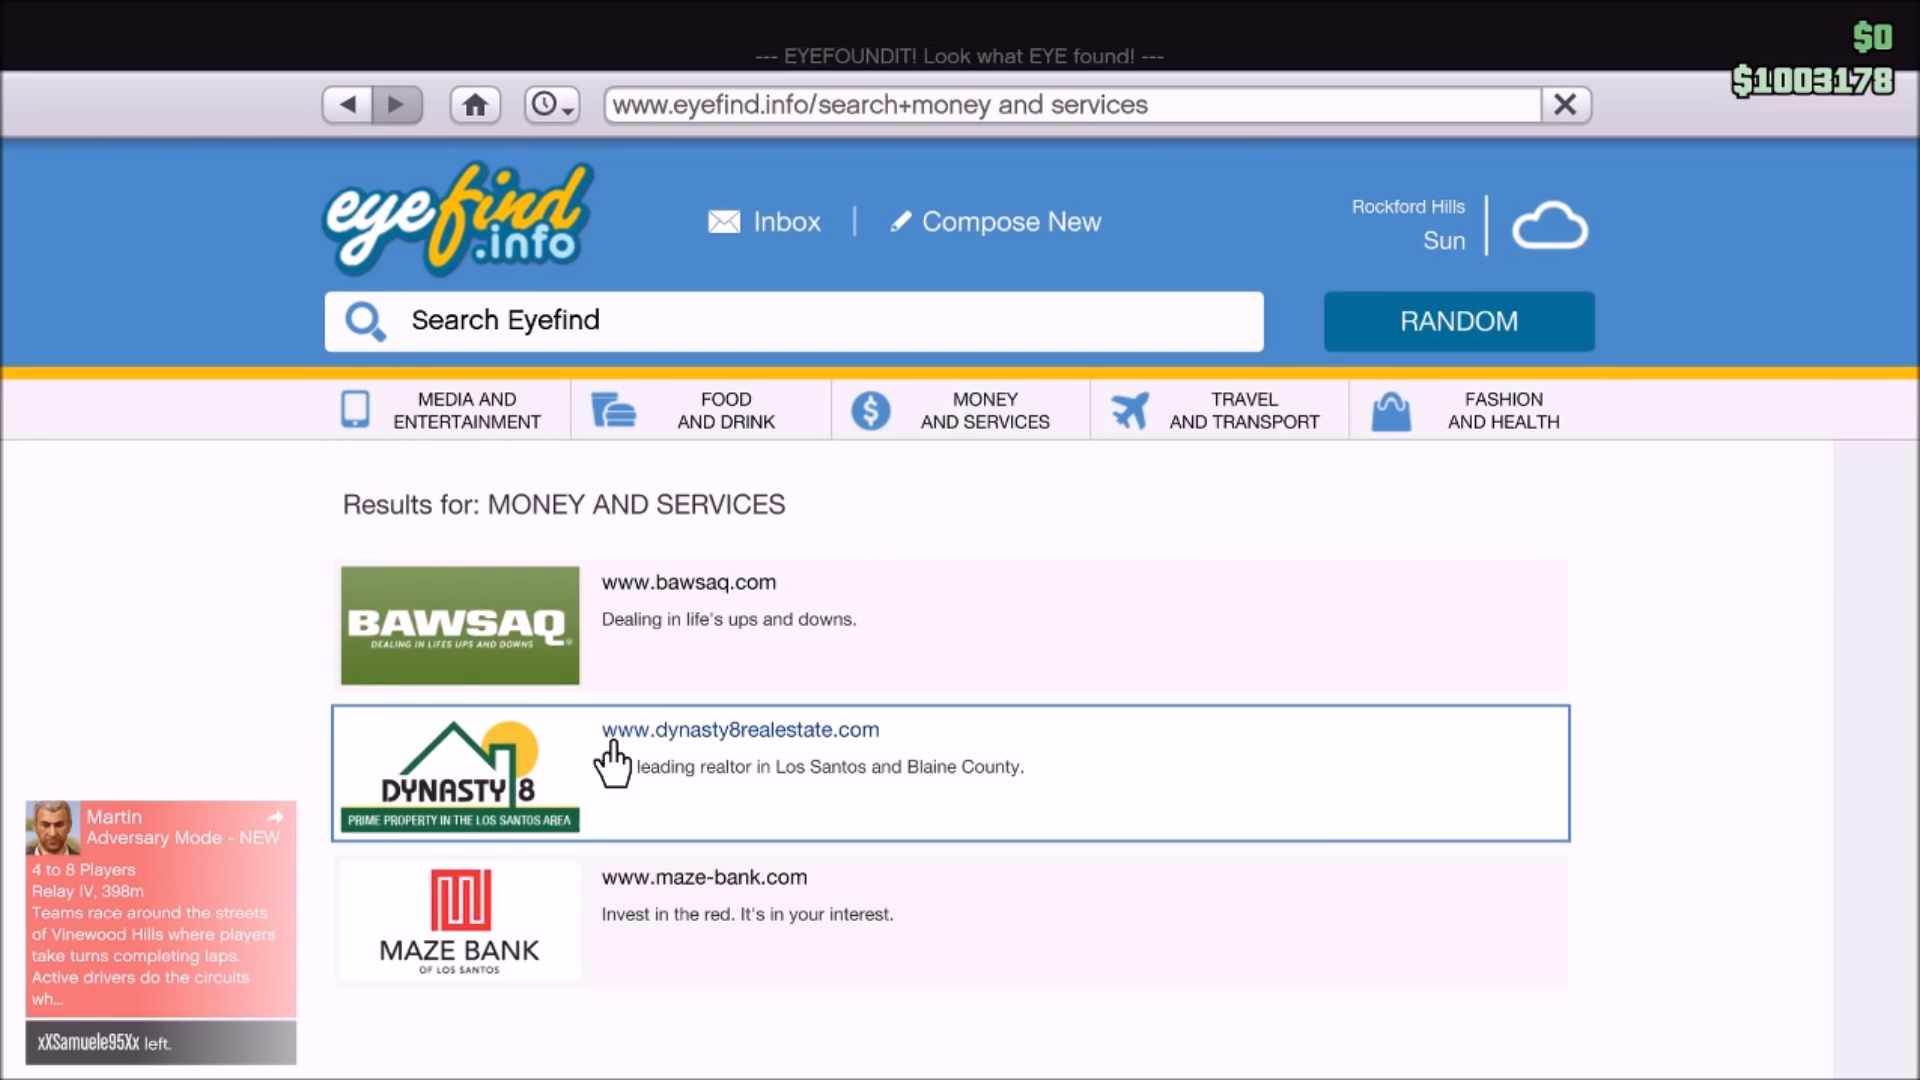 $0
--- EYEFOUNDIT! Look what EYE found! ---
$1003178
www.eyefind.info/search+money and services
eyefind
.info
Inbox
Compose New
Rockford Hills
Sun
Search Eyefind
RANDOM
MEDIA AND
ENTERTAINMENT
FOOD
AND DRINK
MONEY
AND SERVICES
TRAVEL
AND TRANSPORT
FASHION
AND HEALTH
Results for: MONEY AND SERVICES
BAWSAQ
DEALING IN LIFES UPS AND DOWNS
www.bawsaq.com
Dealing in life's ups and downs.
DYNASTY 8
PRIME PROPERTY IN THE LOS SANTOS AREA
www.dynasty8realestate.com
leading realtor in Los Santos and Blaine County.
MAZE BANK
OF LOS SANTOS
www.maze-bank.com
Invest in the red. It's in your interest.
Martin
Adversary Mode - NEW
4 to 8 Players
Relay IV, 398m
Teams race around the streets
of Vinewood Hills where players
take turns completing laps.
Active drivers do the circuits
wh...
xXSamuele95Xx left.